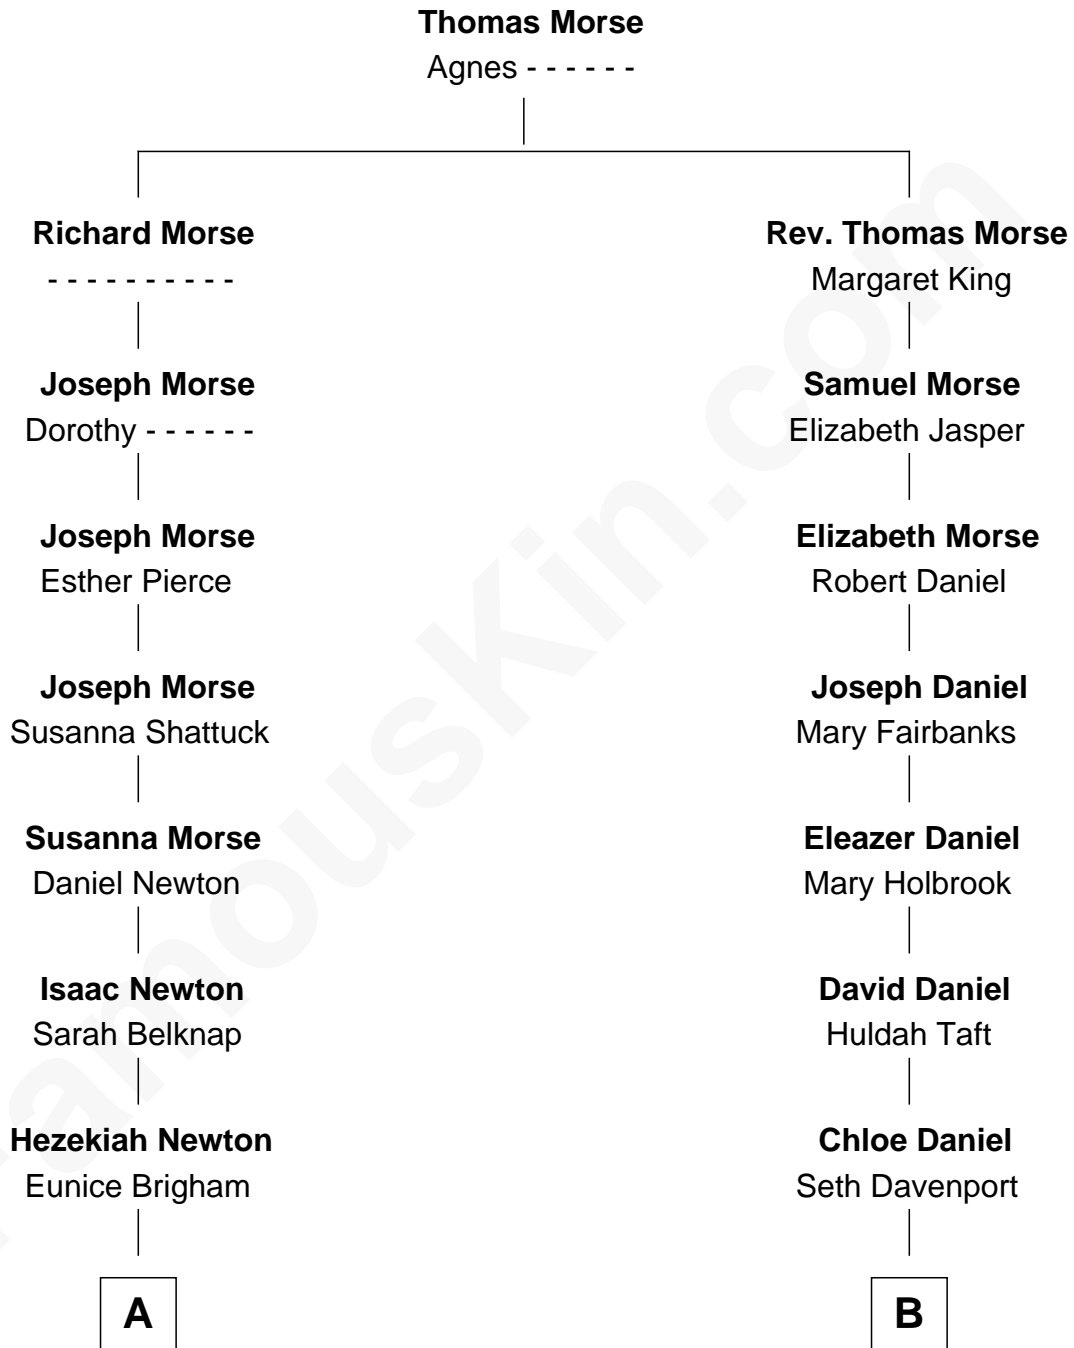 Thomas Morse
Agnes - - - - - -
Richard Morse
- - - - - - - - - -
Joseph Morse
Dorothy - - - - - -
Joseph Morse
Esther Pierce
Joseph Morse
Susanna Shattuck
Susanna Morse
Daniel Newton
Isaac Newton
Sarah Belknap
Hezekiah Newton
Eunice Brigham
A
Rev. Thomas Morse
Margaret King
Samuel Morse
Elizabeth Jasper
Elizabeth Morse
Robert Daniel
Joseph Daniel
Mary Fairbanks
Eleazer Daniel
Mary Holbrook
David Daniel
Huldah Taft
Chloe Daniel
Seth Davenport
B
FamousKin.com